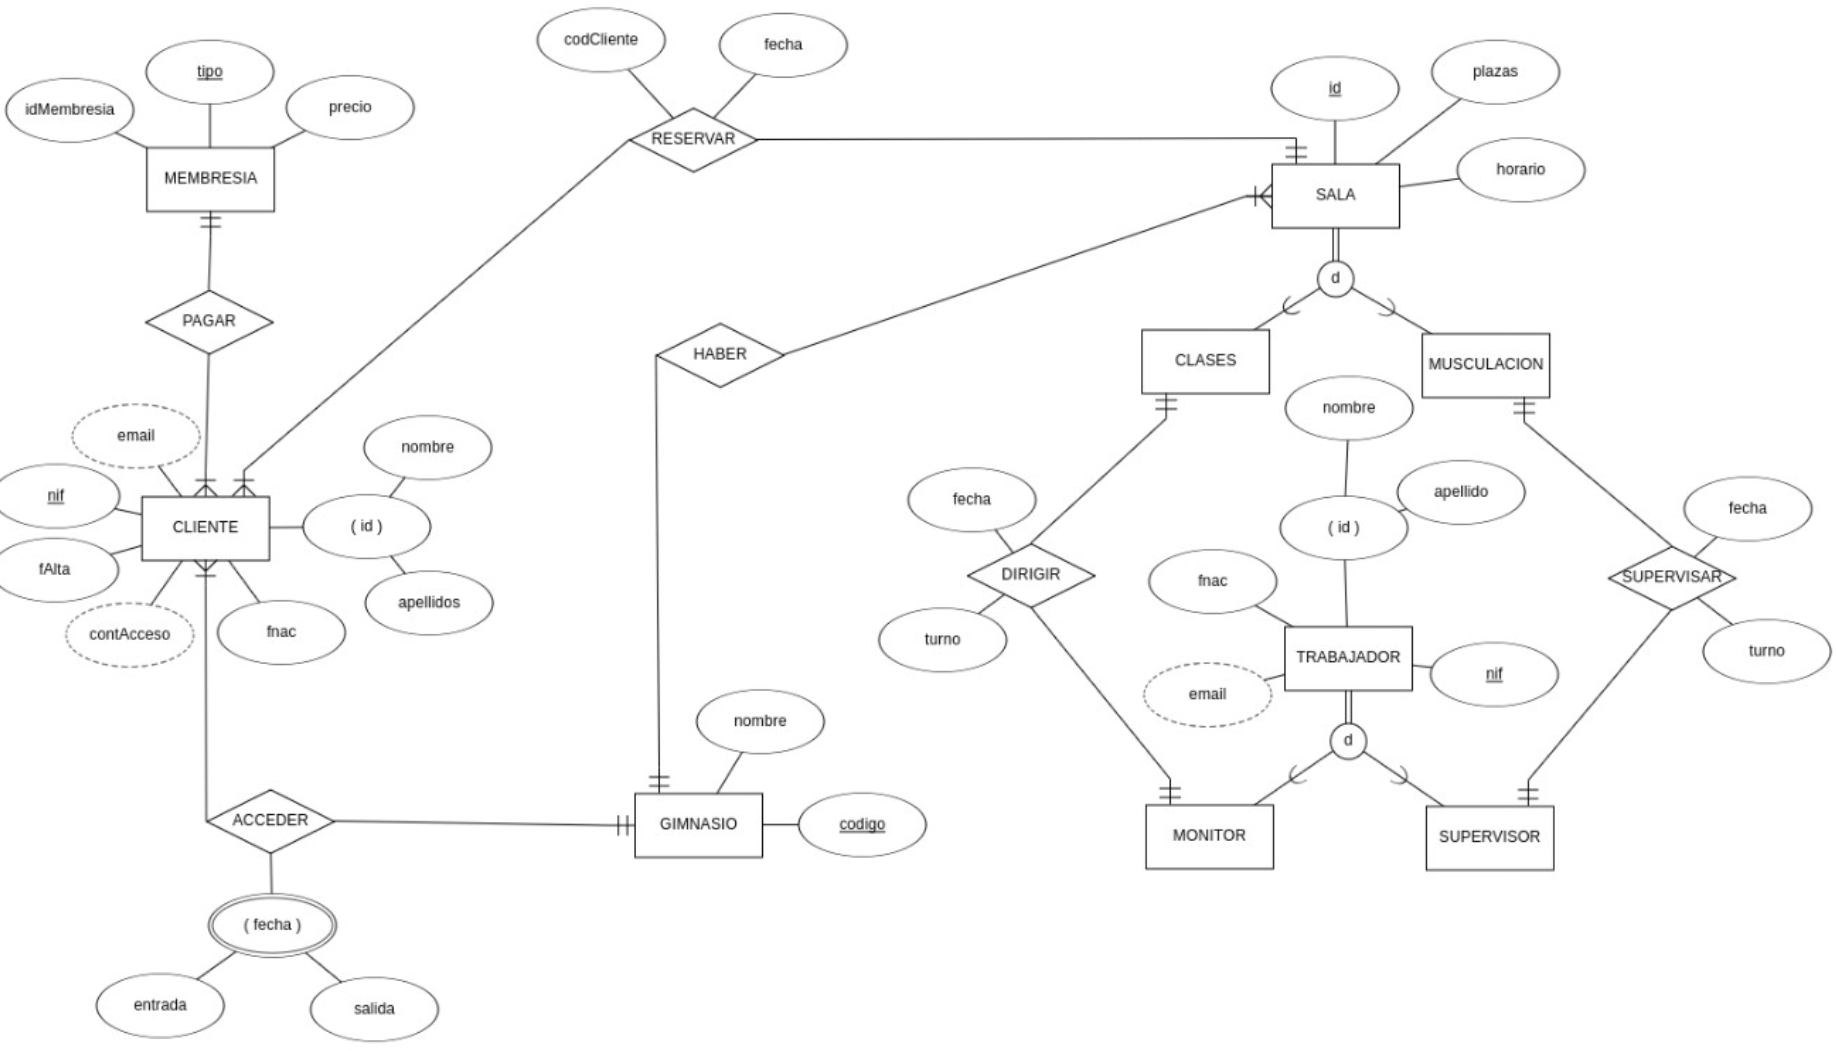 codCliente
fecha
tipo
idMembresia
precio
MEMBRESIA
RESERVAR
id
plazas
horario
SALA
d
PAGAR
HABER
CLASES
MUSCULACION
email
nombre
nif
CLIENTE
( id )
fAlta
contAcceso
fnac
apellidos
nombre
apellido
( id )
fecha
DIRIGIR
turno
fecha
SUPERVISAR
turno
fnac
TRABAJADOR
email
nif
d
nombre
GIMNASIO
codigo
ACCEDER
MONITOR
SUPERVISOR
( fecha )
entrada
salida